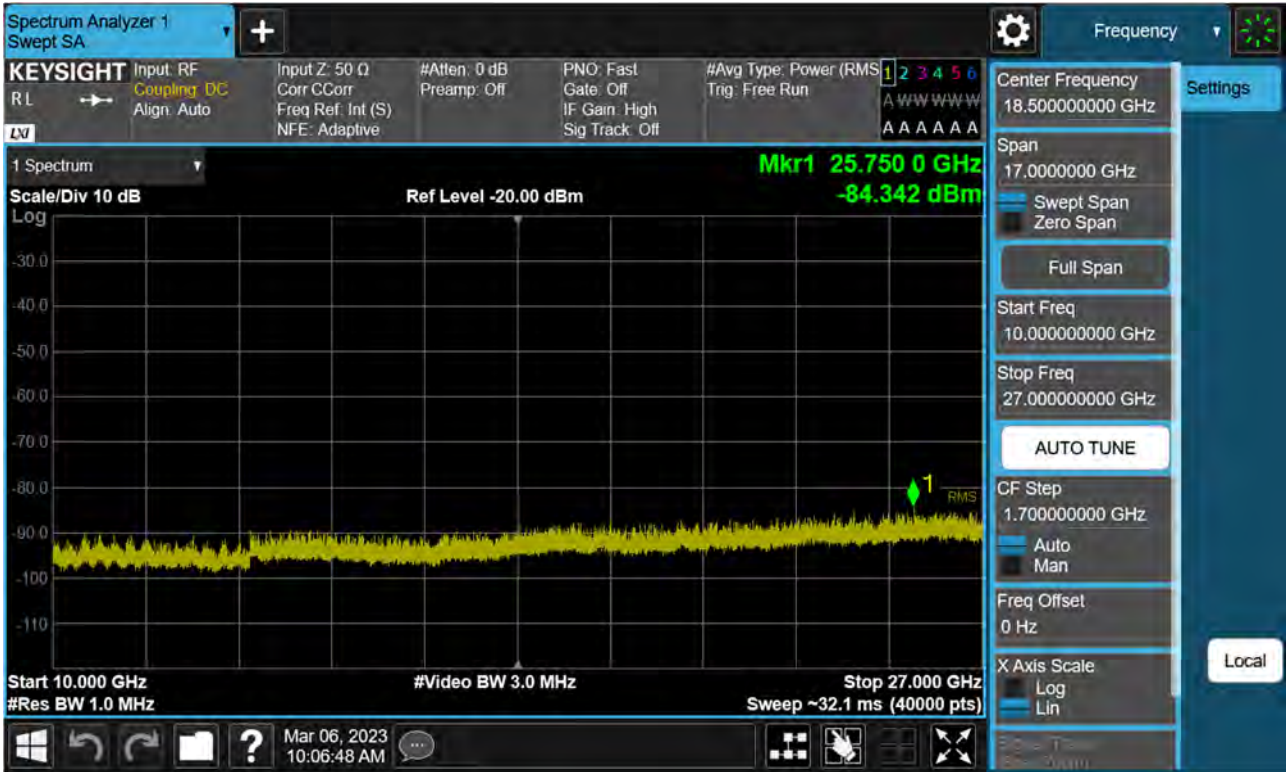 Spectrum Analyzer 1
Swept SA
Frequency
KEYSIGHT
RL
LXI
Input: RF
Coupling: DC
Align: Auto
Input Z: 50 Ω
Corr CCorr
Freq Ref: Int (S)
NFE: Adaptive
#Atten: 0 dB
Preamp: Off
PNO: Fast
Gate: Off
IF Gain: High
Sig Track: Off
#Avg Type: Power (RMS
Trig: Free Run
1 2 3 4 5 6
A W W W W W
A A A A A A
1 Spectrum
Scale/Div 10 dB
Ref Level -20.00 dBm
Mkr1 25.750 0 GHz
-84.342 dBm
Log
-30.0
-40.0
-50.0
-60.0
-70.0
-80.0
-90.0
-100
-110
1
RMS
Start 10.000 GHz
#Video BW 3.0 MHz
Stop 27.000 GHz
#Res BW 1.0 MHz
Sweep ~32.1 ms (40000 pts)
Mar 06, 2023
10:06:48 AM
?
Center Frequency
18.500000000 GHz
Span
17.0000000 GHz
Swept Span
Zero Span
Full Span
Start Freq
10.000000000 GHz
Stop Freq
27.000000000 GHz
AUTO TUNE
CF Step
1.700000000 GHz
Auto
Man
Freq Offset
0 Hz
X Axis Scale
Log
Lin
Settings
Local